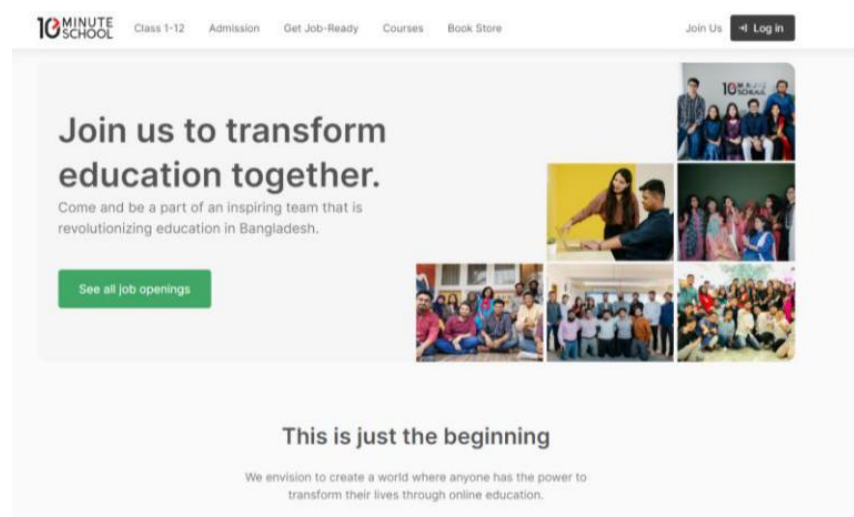 10 MINUTE SCHOOL
Class 1-12 Admission Get Job-Ready Courses Book Store Join Us Log in
10 MINUTE SCHOOL
Join us to transform
education together.
Come and be a part of an inspiring team that is
revolutionizing education in Bangladesh.
See all job openings
This is just the beginning
We envision to create a world where anyone has the power to
transform their lives through online education.